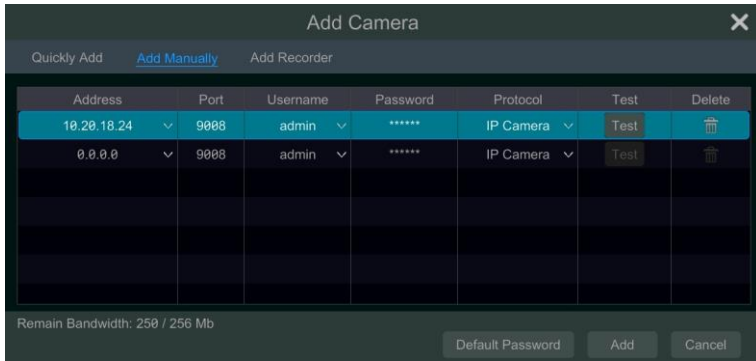 Add Camera
Quickly Add Add Manually Add Recorder
Address Port Username Password Protocol Test Delete
10.20.18.24 9008 admin ****** IP Camera Test
0.0.0.0 9008 admin ****** IP Camera Test
Remain Bandwidth: 250 / 256 Mb
Default Password Add Cancel